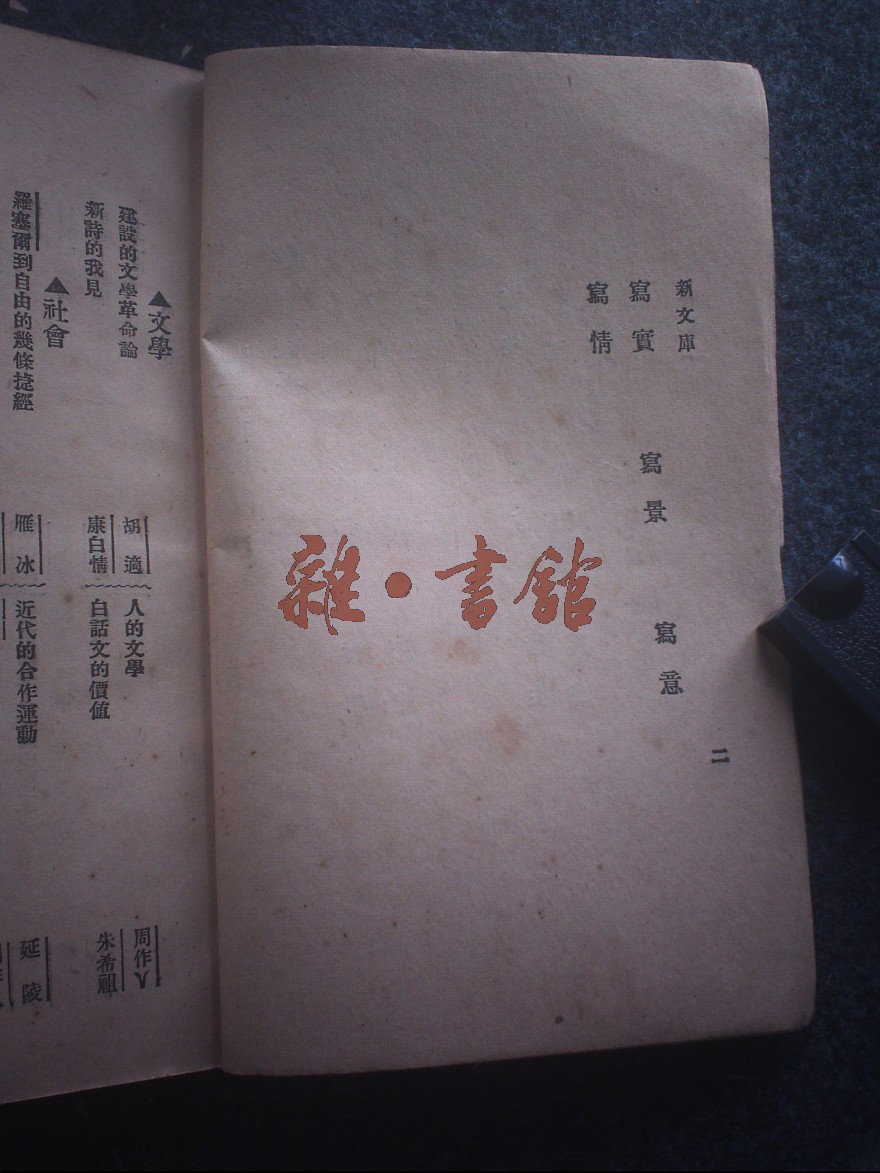 新文庫
寫實 寫景 寫意
寫情
二
雜·書館
▲文學
建設的文學革命論 胡適 人的文學 周作人
新詩的我見 康白情 白話文的價值 朱希祖
▲社會
羅塞爾到自由的幾條捷經 雁冰 近代的合作運動 延陵